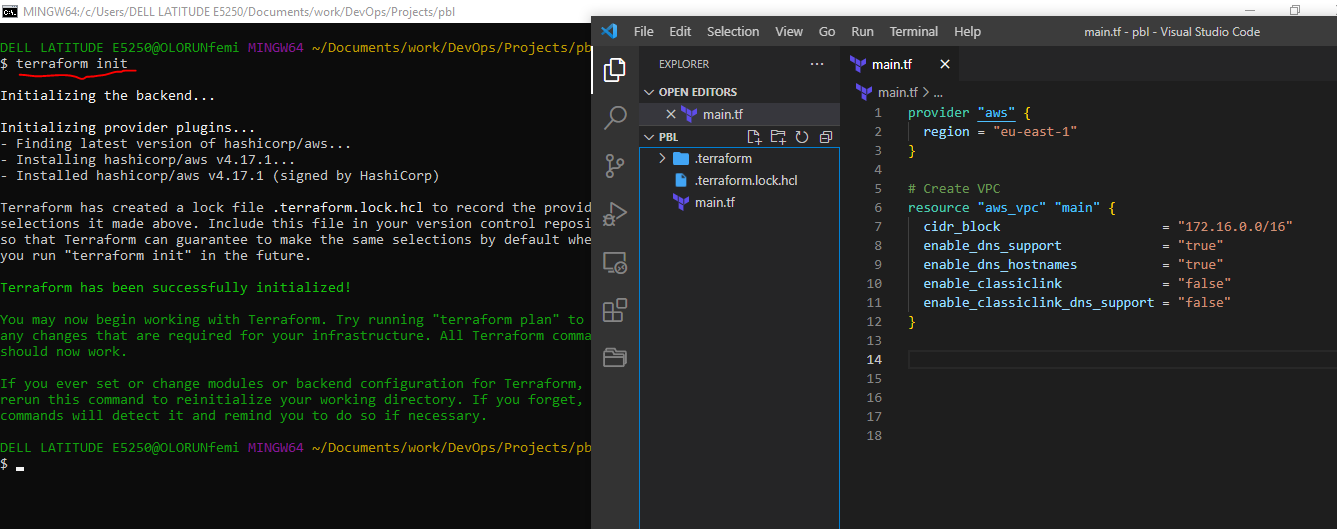 MINGW64:/c/Users/DELL LATITUDE E5250/Documents/work/DevOps/Projects/pbl
DELL LATITUDE E5250@OLORUNfemi MINGW64 ~/Documents/work/DevOps/Projects/pb
$ terraform init
Initializing the backend...
Initializing provider plugins...
- Finding latest version of hashicorp/aws...
- Installing hashicorp/aws v4.17.1...
- Installed hashicorp/aws v4.17.1 (signed by HashiCorp)
Terraform has created a lock file .terraform.lock.hcl to record the provid
selections it made above. Include this file in your version control reposi
so that Terraform can guarantee to make the same selections by default whe
you run "terraform init" in the future.
Terraform has been successfully initialized!
You may now begin working with Terraform. Try running "terraform plan" to
any changes that are required for your infrastructure. All Terraform comma
should now work.
If you ever set or change modules or backend configuration for Terraform,
rerun this command to reinitialize your working directory. If you forget,
commands will detect it and remind you to do so if necessary.
DELL LATITUDE E5250@OLORUNfemi MINGW64 ~/Documents/work/DevOps/Projects/pb
$
File Edit Selection View Go Run Terminal Help main.tf - pbl - Visual Studio Code
EXPLORER ...
OPEN EDITORS
main.tf
PBL
.terraform
.terraform.lock.hcl
main.tf
main.tf
main.tf > ...
1 provider "aws" {
2 region = "eu-east-1"
3 }
4
5 # Create VPC
6 resource "aws_vpc" "main" {
7 cidr_block = "172.16.0.0/16"
8 enable_dns_support = "true"
9 enable_dns_hostnames = "true"
10 enable_classiclink = "false"
11 enable_classiclink_dns_support = "false"
12 }
13
14
15
16
17
18